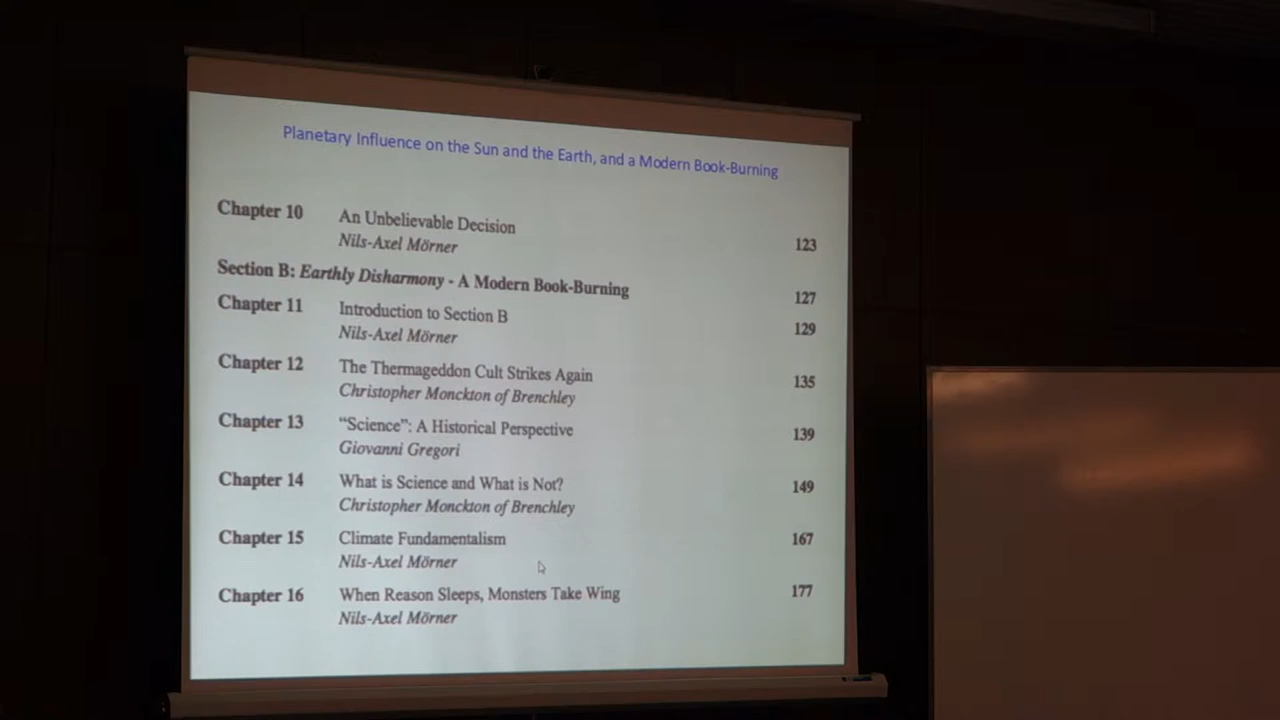 Planetary Influence on the Sun and the Earth, and a Modern Book-Burning
Chapter 10 An Unbelievable Decision 123
Nils-Axel Mörner
Section B: Earthly Disharmony - A Modern Book-Burning 127
Chapter 11 Introduction to Section B 129
Nils-Axel Mörner
Chapter 12 The Thermageddon Cult Strikes Again 135
Christopher Monckton of Brenchley
Chapter 13 “Science”: A Historical Perspective 139
Giovanni Gregori
Chapter 14 What is Science and What is Not? 149
Christopher Monckton of Brenchley
Chapter 15 Climate Fundamentalism 167
Nils-Axel Mörner
Chapter 16 When Reason Sleeps, Monsters Take Wing 177
Nils-Axel Mörner